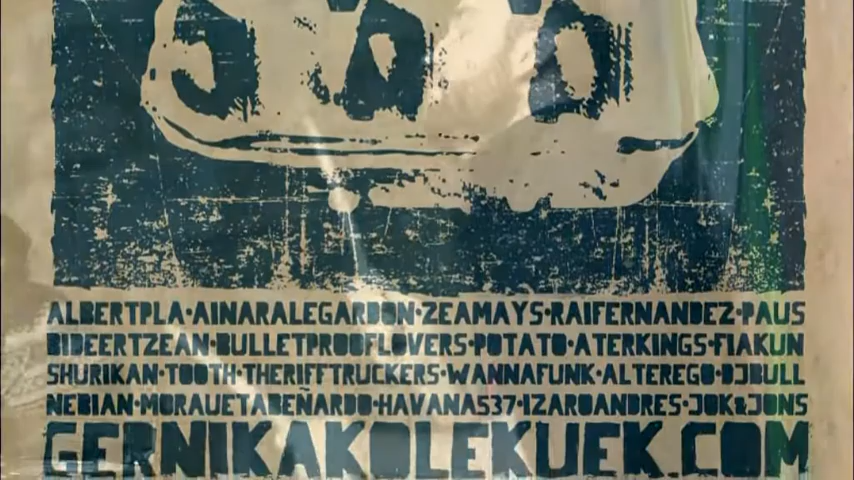 ALBERTPLA·AINARALEGARDON·ZEAMAYS·RAIFERNANDEZ·PAUS
BIDEERTZEAN·BULLETPROOFLOVERS·POTATO·ATERKINGS·FIAKUN
SHURIKAN·TOOTH·THERIFFTRUCKERS·WANNAFUNK·ALTEREGO·DJBULL
NEBIAN·MORAUETABEÑARDO·HAVANA537·IZAROANDRES·JOK&JONS
GERNIKAKOLEKUEK.COM